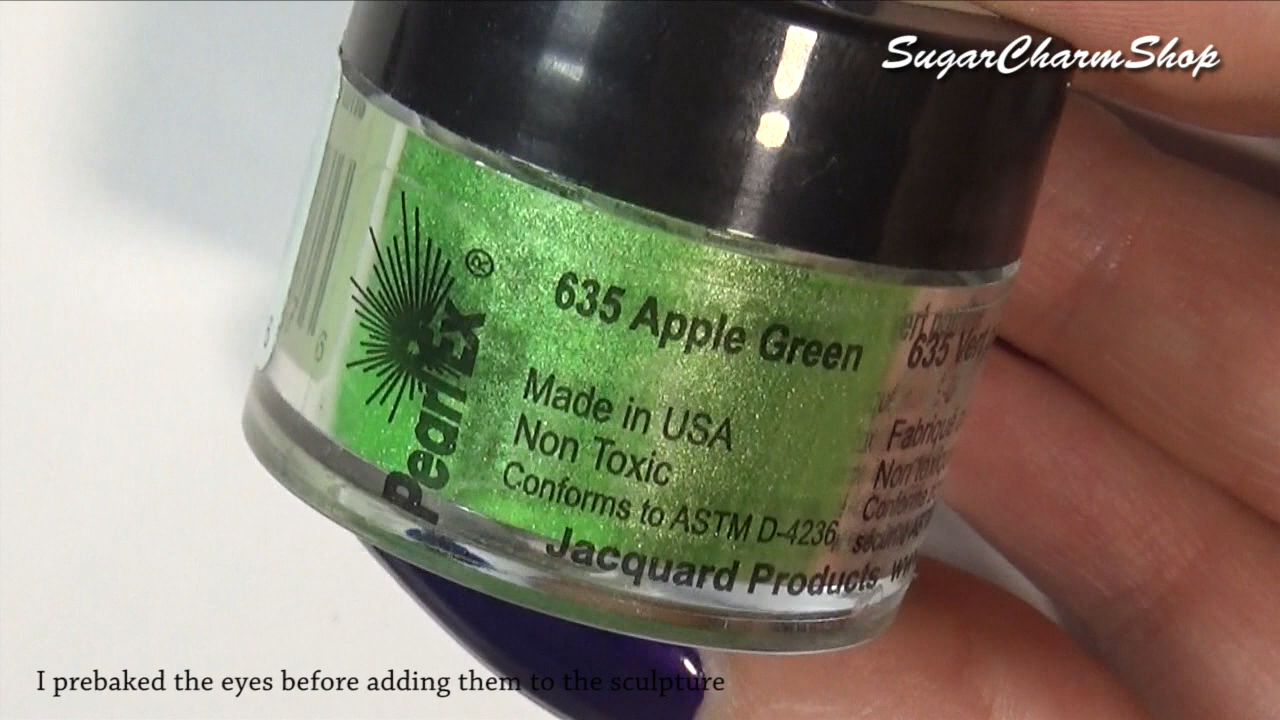 SugarCharmShop
PearlEx®
635 Apple Green
Made in USA
Non Toxic
Conforms to ASTM D-4236
Jacquard Products
635
6
I prebaked the eyes before adding them to the sculpture